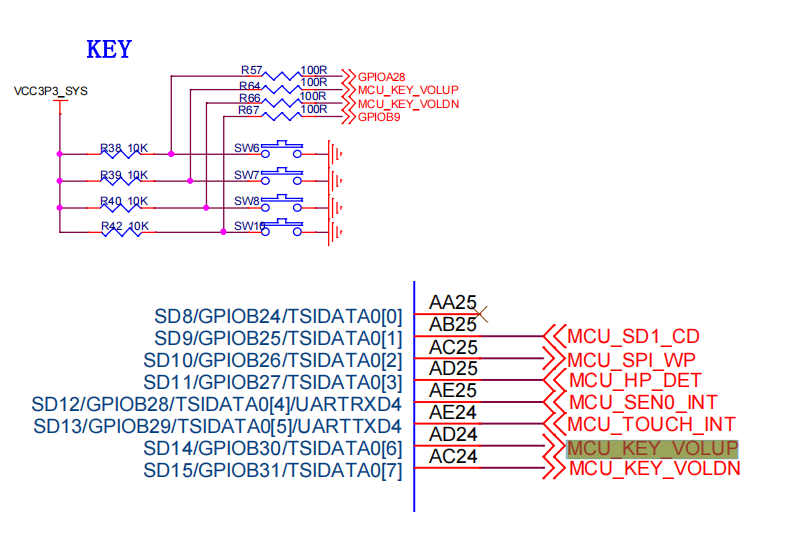 KEY
VCC3P3_SYS
R57 100R GPIOA28
R64 100R MCU_KEY_VOLUP
R66 100R MCU_KEY_VOLDN
R67 100R GPIOB9
R38 10K SW6
R39 10K SW7
R40 10K SW8
R42 10K SW10
AA25
SD8/GPIOB24/TSIDATA0[0]
AB25
SD9/GPIOB25/TSIDATA0[1] MCU_SD1_CD
AC25
SD10/GPIOB26/TSIDATA0[2] MCU_SPI_WP
AD25
SD11/GPIOB27/TSIDATA0[3] MCU_HP_DET
AE25
SD12/GPIOB28/TSIDATA0[4]/UARTRXD4 MCU_SEN0_INT
AE24
SD13/GPIOB29/TSIDATA0[5]/UARTTXD4 MCU_TOUCH_INT
AD24
SD14/GPIOB30/TSIDATA0[6] MCU_KEY_VOLUP
AC24
SD15/GPIOB31/TSIDATA0[7] MCU_KEY_VOLDN